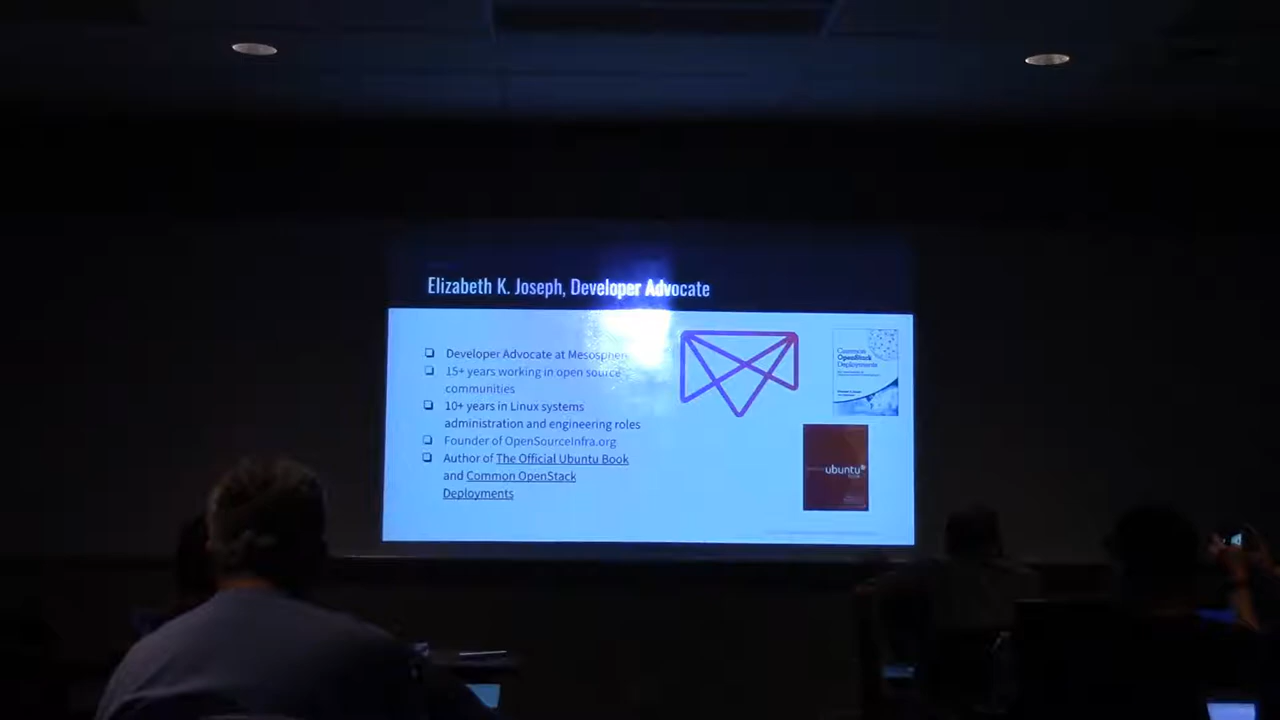 Elizabeth K. Joseph, Developer Advocate
Developer Advocate at Mesospher
15+ years working in open source
communities
10+ years in Linux systems
administration and engineering roles
Founder of OpenSourceInfra.org
Author of The Official Ubuntu Book
and Common OpenStack
Deployments
Common
OpenStack
Deployments
ubuntu